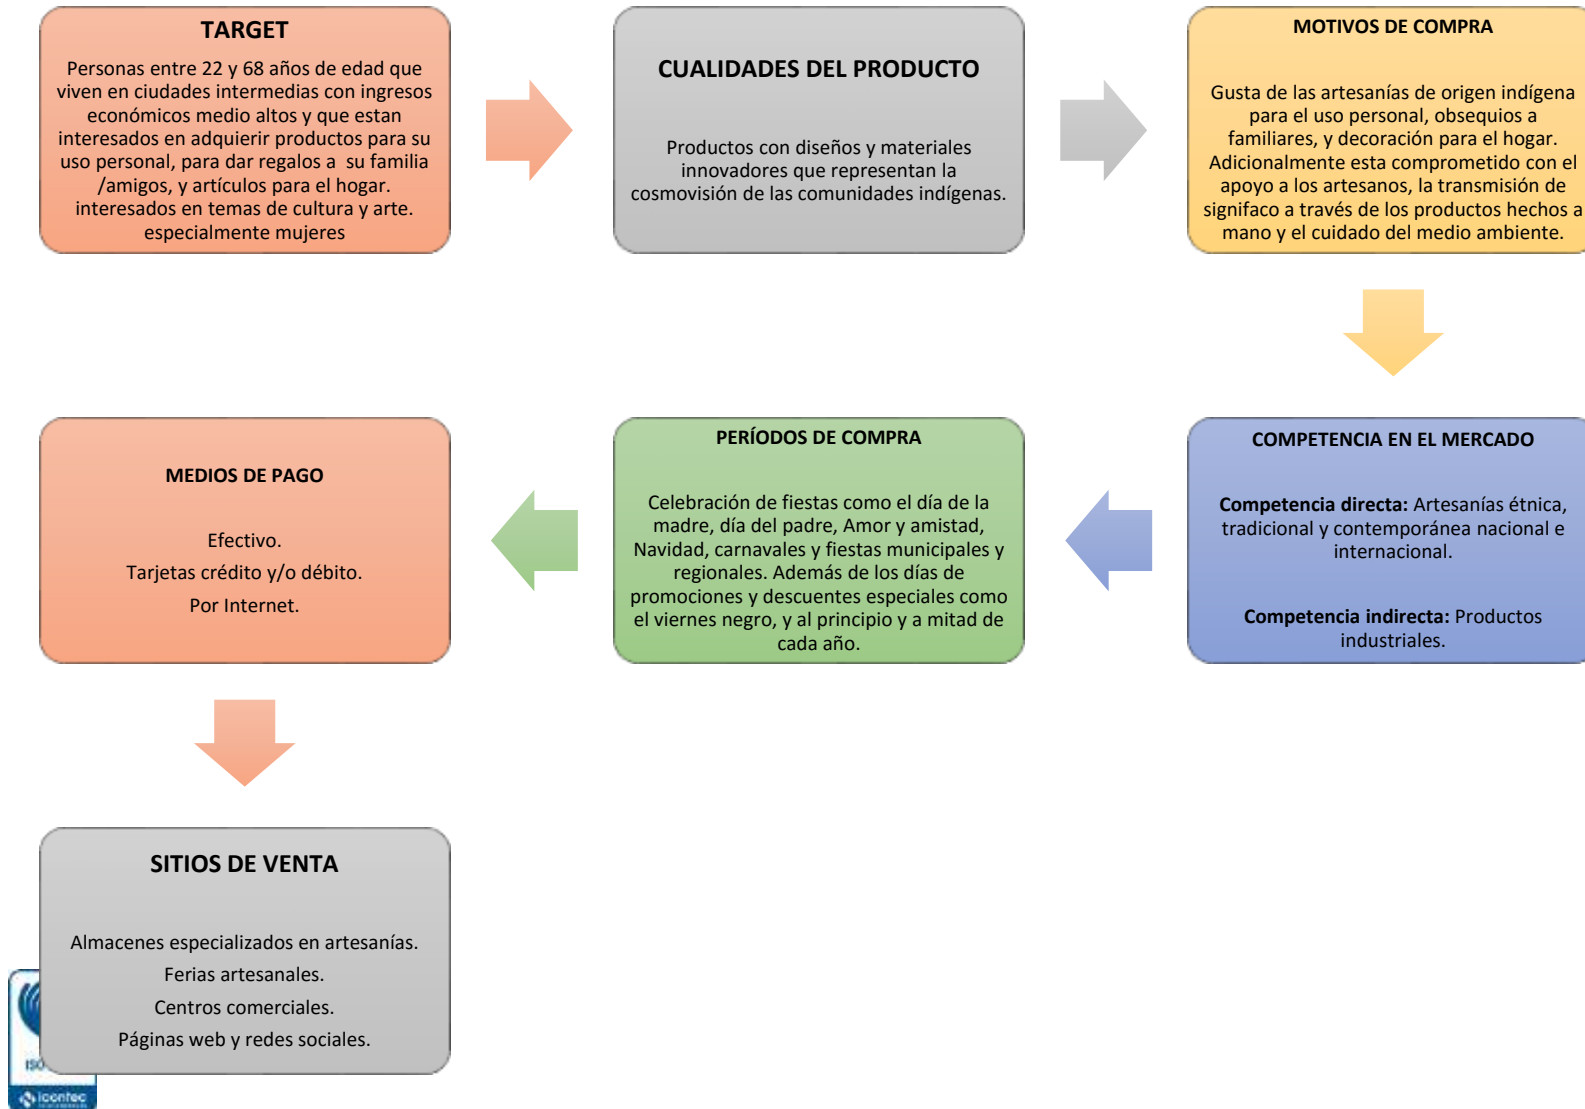 TARGET
Personas entre 22 y 68 años de edad que
viven en ciudades intermedias con ingresos
económicos medio altos y que estan
interesados en adquierir productos para su
uso personal, para dar regalos a su familia
/amigos, y artículos para el hogar.
interesados en temas de cultura y arte.
especialmente mujeres
CUALIDADES DEL PRODUCTO
Productos con diseños y materiales
innovadores que representan la
cosmovisión de las comunidades indígenas.
MOTIVOS DE COMPRA
Gusta de las artesanías de origen indígena
para el uso personal, obsequios a
familiares, y decoración para el hogar.
Adicionalmente esta comprometido con el
apoyo a los artesanos, la transmisión de
signifaco a través de los productos hechos a
mano y el cuidado del medio ambiente.
COMPETENCIA EN EL MERCADO
Competencia directa: Artesanías étnica,
tradicional y contemporánea nacional e
internacional.
Competencia indirecta: Productos
industriales.
PERÍODOS DE COMPRA
Celebración de fiestas como el día de la
madre, día del padre, Amor y amistad,
Navidad, carnavales y fiestas municipales y
regionales. Además de los días de
promociones y descuentes especiales como
el viernes negro, y al principio y a mitad de
cada año.
MEDIOS DE PAGO
Efectivo.
Tarjetas crédito y/o débito.
Por Internet.
SITIOS DE VENTA
Almacenes especializados en artesanías.
Ferias artesanales.
Centros comerciales.
Páginas web y redes sociales.
ISO
icontec